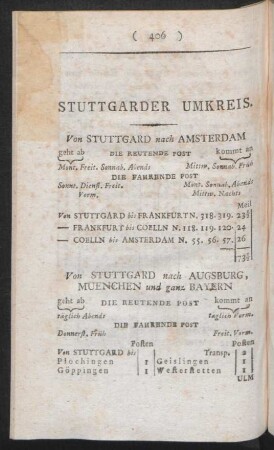 ( 406 )
STUTTGARDER UMKREIS.
Von STUTTGARD nach AMSTERDAM
geht ab DIE REUTENDE POST kommt an
Mont. Freit. Sonnab. Abends Mittw. Sonnab. Früh
DIE FAHRENDE POST
Sonnt. Dienst. Freit. Mont. Sonnab. Abends
Vorm. Mittw. Nachts
Meil
Von STUTTGARD bis FRANKFURT N. 318. 319. 23½
— FRANKFURT bis COELLN N. 118. 119. 120. 24
— COELLN bis AMSTERDAM N. 55. 56. 57. 26
73½
Von STUTTGARD nach AUGSBURG,
MUENCHEN und ganz BAYERN
geht ab DIE REUTENDE POST kommt an
täglich Abends täglich Vorm.
DIE FAHRENDE POST
Donnerst. Früh Freit. Vorm.
Posten Posten
Von STUTTGARD bis Transp. 2
Plochingen 1 Geislingen 1
Göppingen 1 Westerstetten 1
ULM